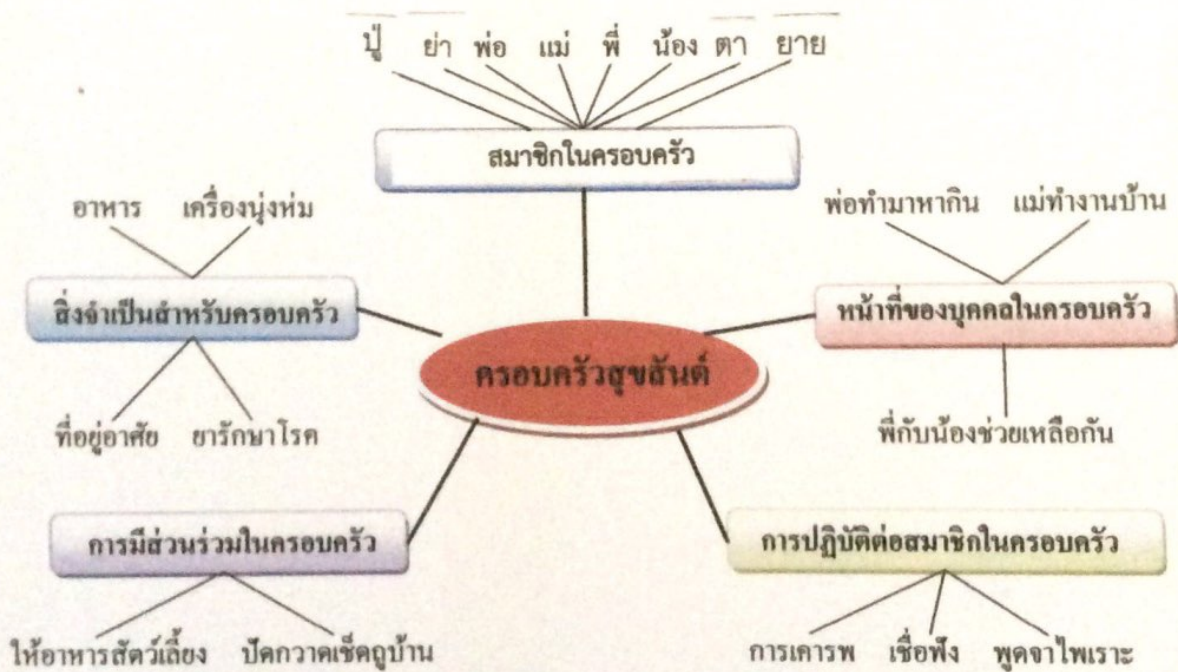 ปู่ ย่า พ่อ แม่ พี่ น้อง ตา ยาย
สมาชิกในครอบครัว
อาหาร เครื่องนุ่งห่ม
พ่อทำมาหากิน แม่ทำงานบ้าน
สิ่งจำเป็นสำหรับครอบครัว
หน้าที่ของบุคคลในครอบครัว
ครอบครัวสุขสันต์
ที่อยู่อาศัย ยารักษาโรค
พี่กับน้องช่วยเหลือกัน
การมีส่วนร่วมในครอบครัว
การปฏิบัติต่อสมาชิกในครอบครัว
ให้อาหารสัตว์เลี้ยง ปัดกวาดเช็ดถูบ้าน
การเคารพ เชื่อฟัง พูดจาไพเราะ